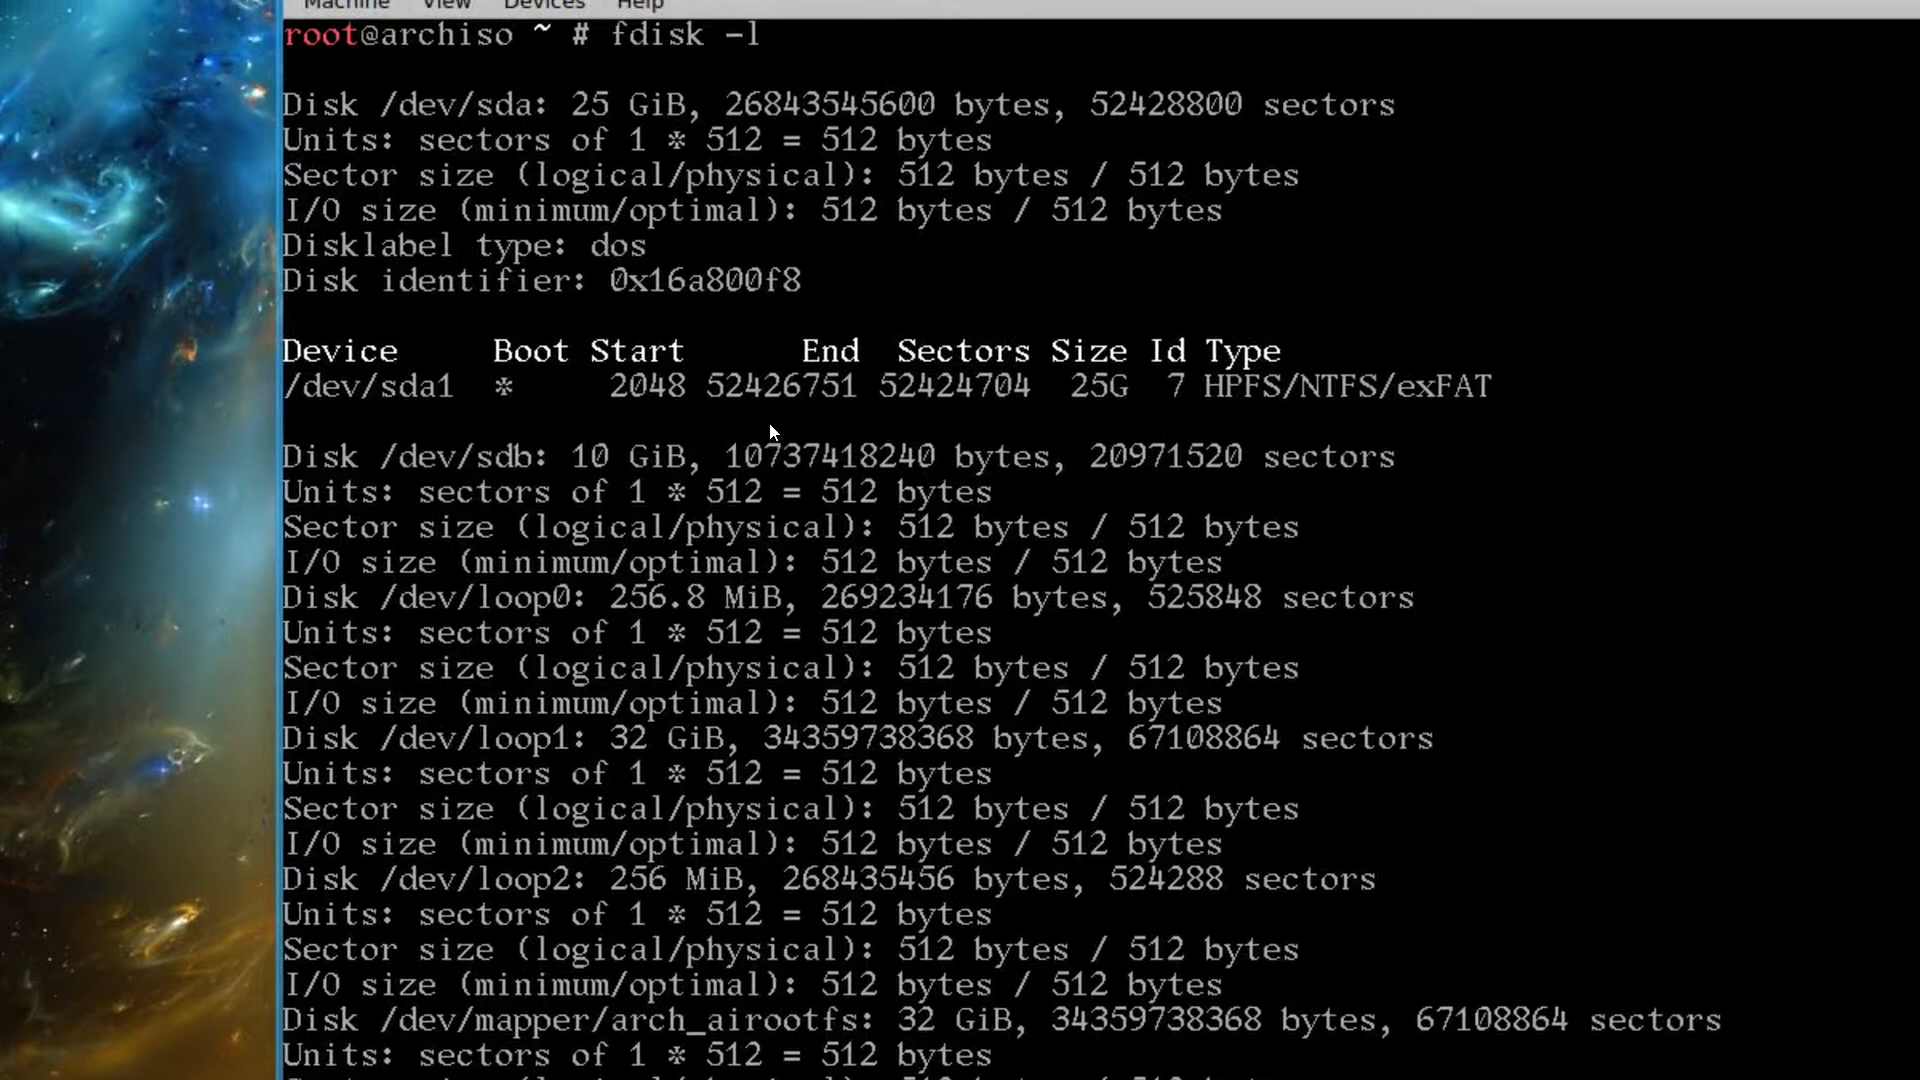 Machine View Devices Help
root@archiso ~ # fdisk -l
Disk /dev/sda: 25 GiB, 26843545600 bytes, 52428800 sectors
Units: sectors of 1 * 512 = 512 bytes
Sector size (logical/physical): 512 bytes / 512 bytes
I/O size (minimum/optimal): 512 bytes / 512 bytes
Disklabel type: dos
Disk identifier: 0x16a800f8
Device Boot Start End Sectors Size Id Type
/dev/sda1 * 2048 52426751 52424704 25G 7 HPFS/NTFS/exFAT
Disk /dev/sdb: 10 GiB, 10737418240 bytes, 20971520 sectors
Units: sectors of 1 * 512 = 512 bytes
Sector size (logical/physical): 512 bytes / 512 bytes
I/O size (minimum/optimal): 512 bytes / 512 bytes
Disk /dev/loop0: 256.8 MiB, 269234176 bytes, 525848 sectors
Units: sectors of 1 * 512 = 512 bytes
Sector size (logical/physical): 512 bytes / 512 bytes
I/O size (minimum/optimal): 512 bytes / 512 bytes
Disk /dev/loop1: 32 GiB, 34359738368 bytes, 67108864 sectors
Units: sectors of 1 * 512 = 512 bytes
Sector size (logical/physical): 512 bytes / 512 bytes
I/O size (minimum/optimal): 512 bytes / 512 bytes
Disk /dev/loop2: 256 MiB, 268435456 bytes, 524288 sectors
Units: sectors of 1 * 512 = 512 bytes
Sector size (logical/physical): 512 bytes / 512 bytes
I/O size (minimum/optimal): 512 bytes / 512 bytes
Disk /dev/mapper/arch_airootfs: 32 GiB, 34359738368 bytes, 67108864 sectors
Units: sectors of 1 * 512 = 512 bytes